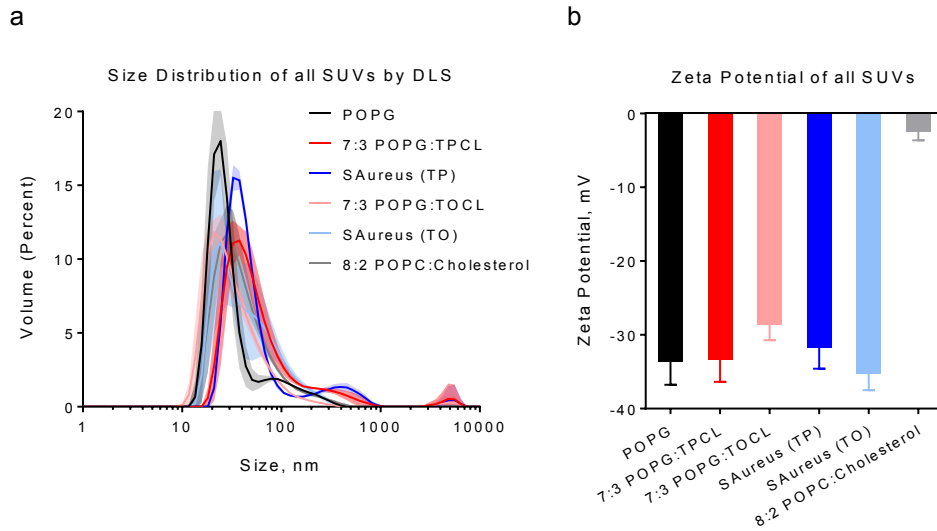 a
Size Distribution of all SUVs by DLS
20
15
10
5
0
Volume (Percent)
1
10
100
1000
10000
Size, nm
POPG
7:3 POPG:TPCL
SAureus (TP)
7:3 POPG:TOCL
SAureus (TO)
8:2 POPC:Cholesterol
b
Zeta Potential of all SUVs
0
-10
-20
-30
-40
Zeta Potential, mV
POPG
7:3 POPG:TPCL
7:3 POPG:TOCL
SAureus (TP)
SAureus (TO)
8:2 POPC:Cholesterol